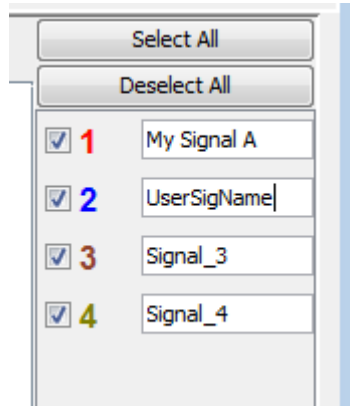 Select All
Deselect All
1 My Signal A
2 UserSigName
3 Signal_3
4 Signal_4